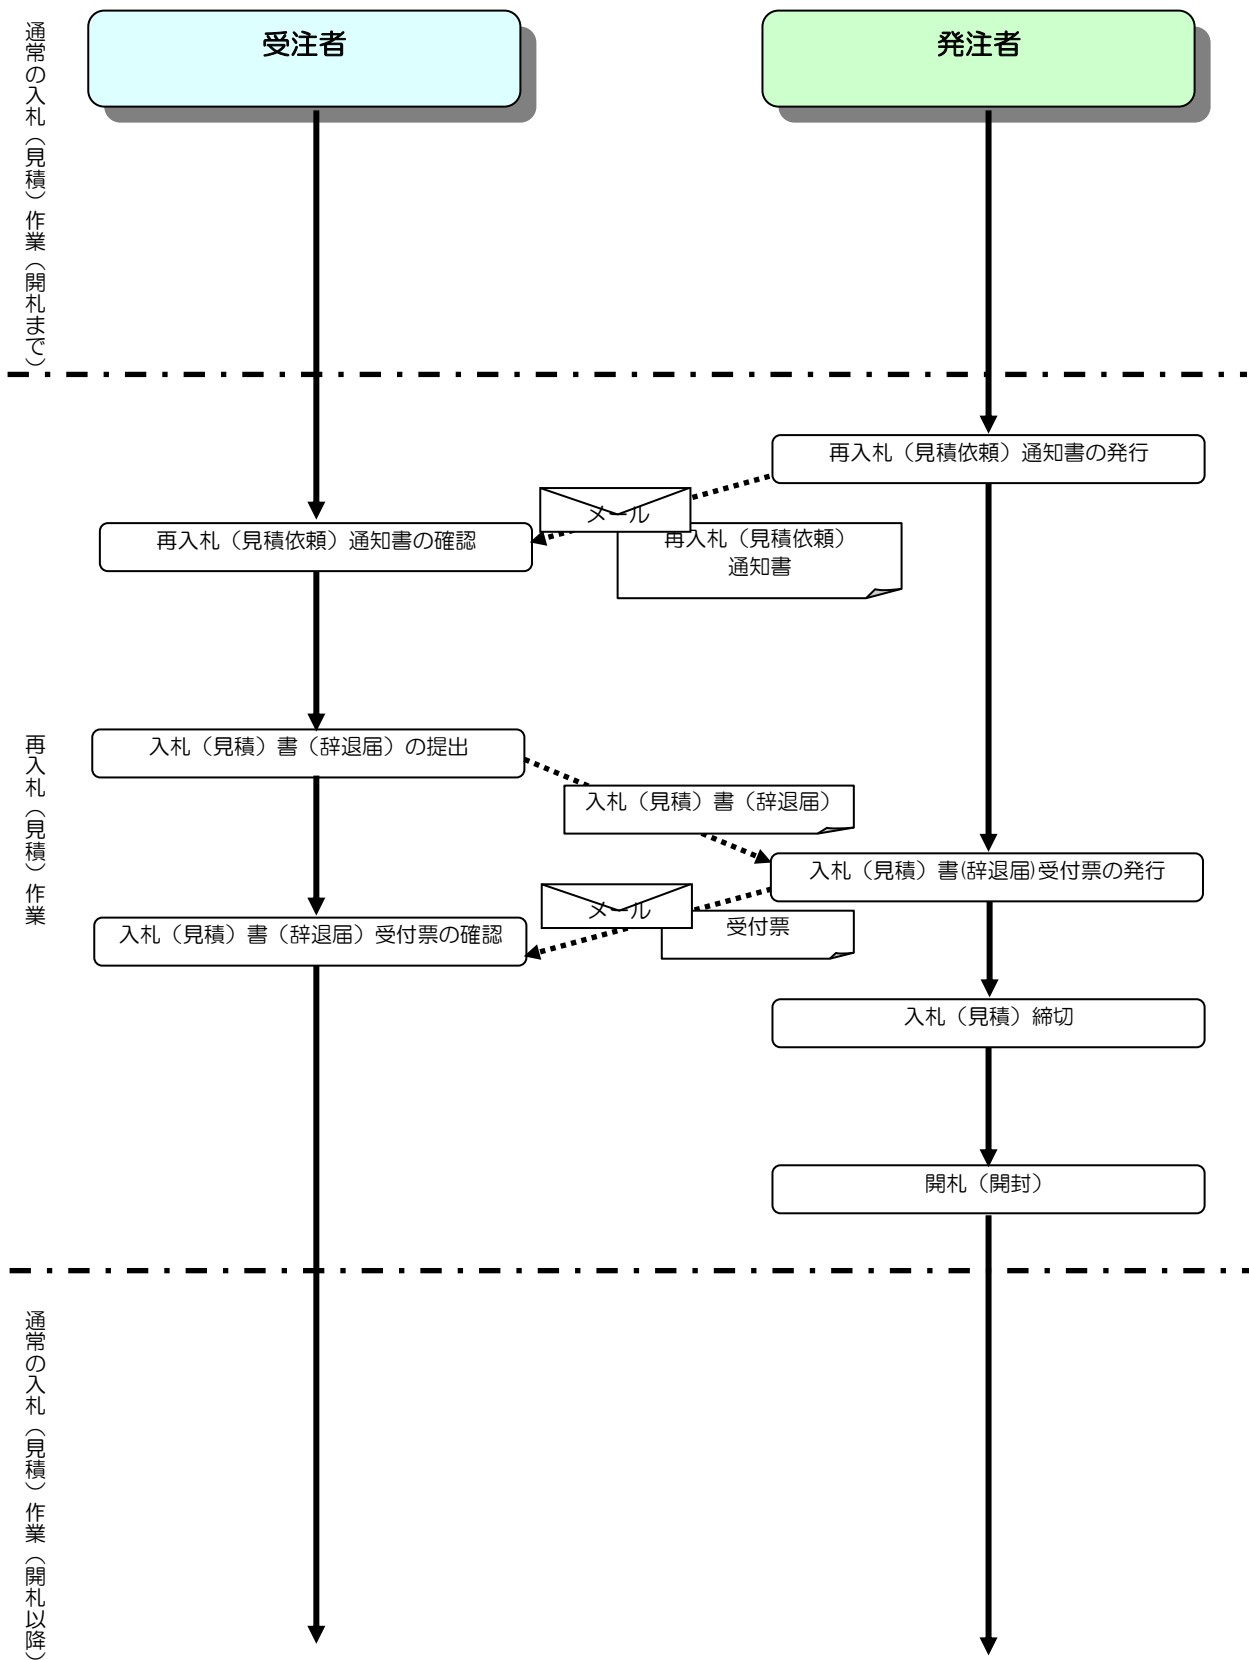 受注者
発注者
通常の入札（見積）作業（開札まで）
再入札（見積依頼）通知書の発行
メール
再入札（見積依頼）通知書の確認
再入札（見積依頼）
通知書
再入札（見積）作業
入札（見積）書（辞退届）の提出
入札（見積）書（辞退届）
入札（見積）書(辞退届)受付票の発行
メール
受付票
入札（見積）書（辞退届）受付票の確認
入札（見積）締切
開札（開封）
通常の入札（見積）作業（開札以降）